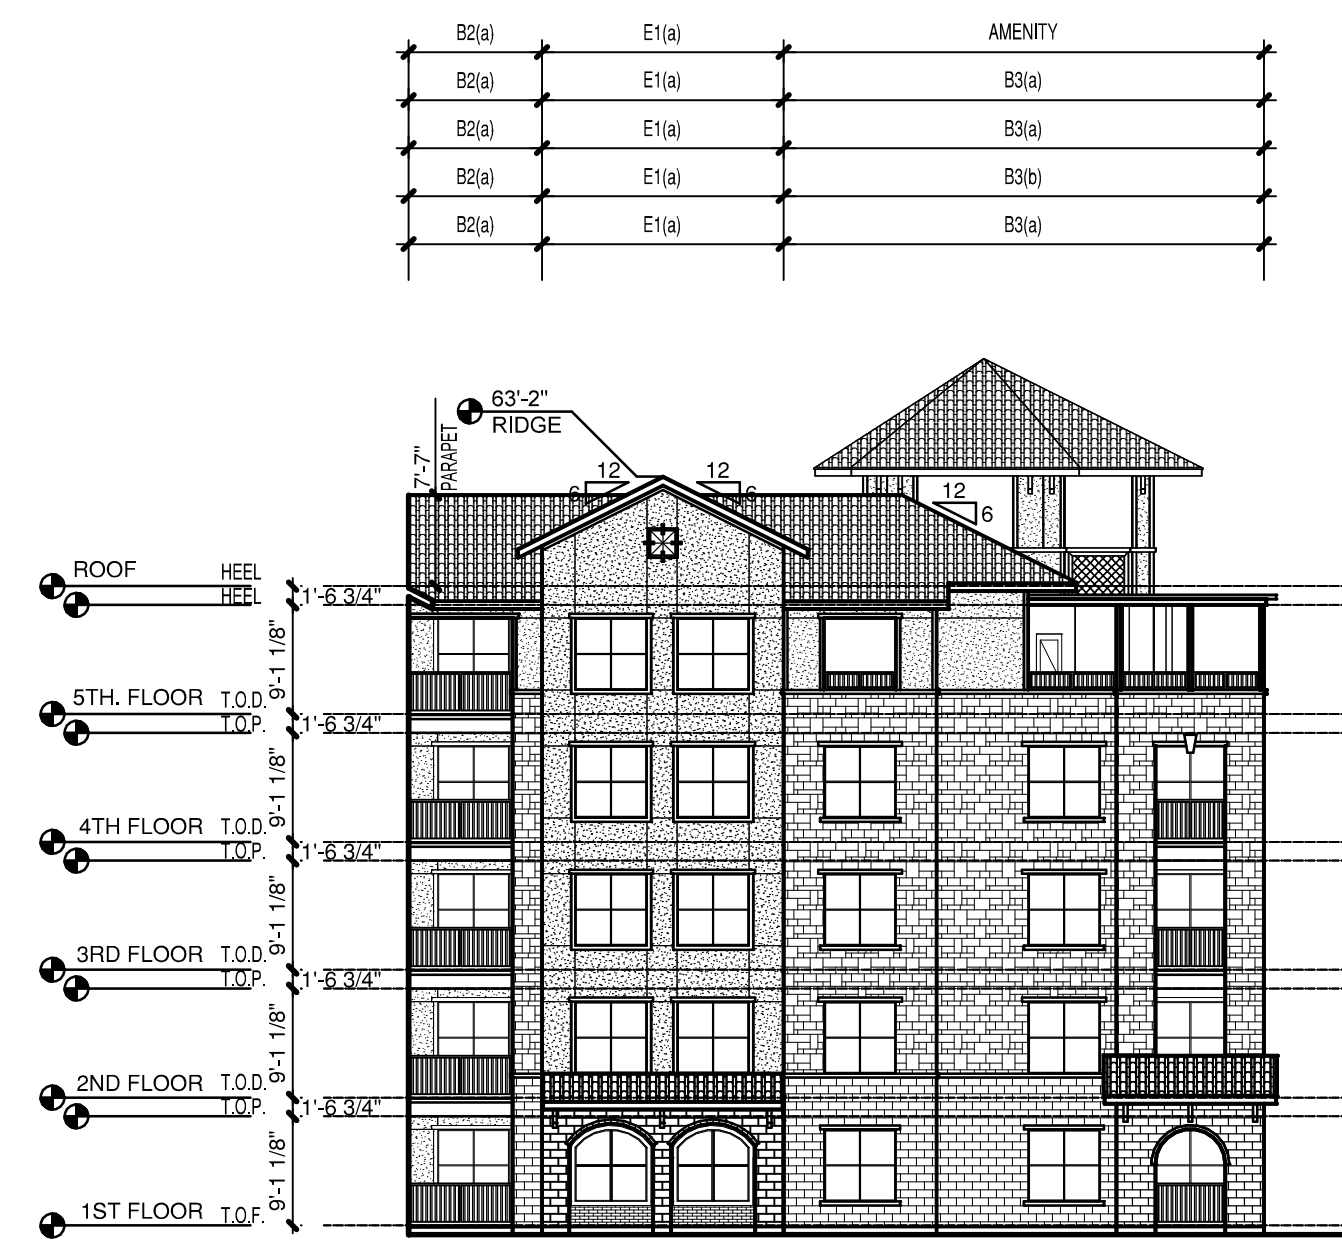 B2(a) E1(a) AMENITY
B2(a) E1(a) B3(a)
B2(a) E1(a) B3(a)
B2(a) E1(a) B3(b)
B2(a) E1(a) B3(a)
63'-2"
RIDGE
7'-7"
PARAPET
12 12
6 6
12
6
ROOF HEEL
HEEL 1'-6 3/4"
9'-1 1/8"
5TH. FLOOR T.O.D.
T.O.P. 1'-6 3/4"
9'-1 1/8"
4TH FLOOR T.O.D.
T.O.P. 1'-6 3/4"
9'-1 1/8"
3RD FLOOR T.O.D.
T.O.P. 1'-6 3/4"
9'-1 1/8"
2ND FLOOR T.O.D.
T.O.P. 1'-6 3/4"
9'-1 1/8"
1ST FLOOR T.O.F.